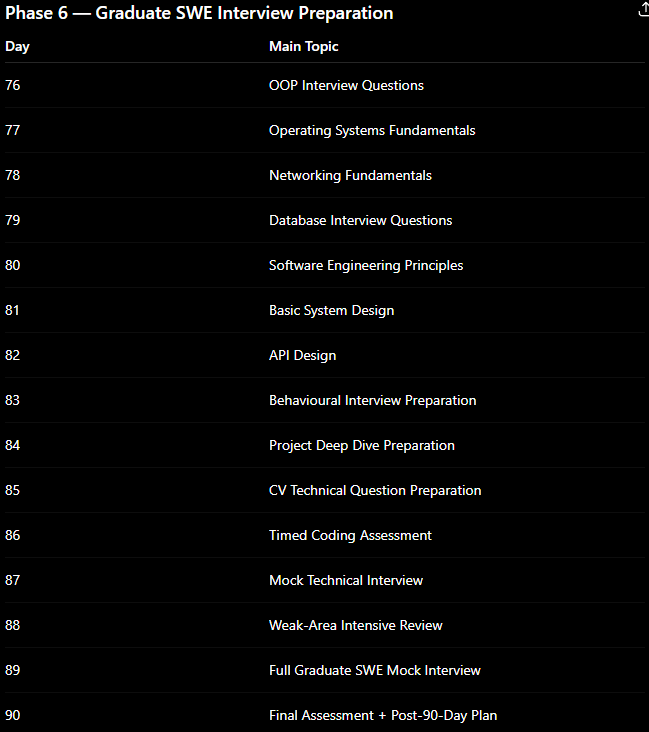 Phase 6 — Graduate SWE Interview Preparation
Day Main Topic
76 OOP Interview Questions
77 Operating Systems Fundamentals
78 Networking Fundamentals
79 Database Interview Questions
80 Software Engineering Principles
81 Basic System Design
82 API Design
83 Behavioural Interview Preparation
84 Project Deep Dive Preparation
85 CV Technical Question Preparation
86 Timed Coding Assessment
87 Mock Technical Interview
88 Weak-Area Intensive Review
89 Full Graduate SWE Mock Interview
90 Final Assessment + Post-90-Day Plan